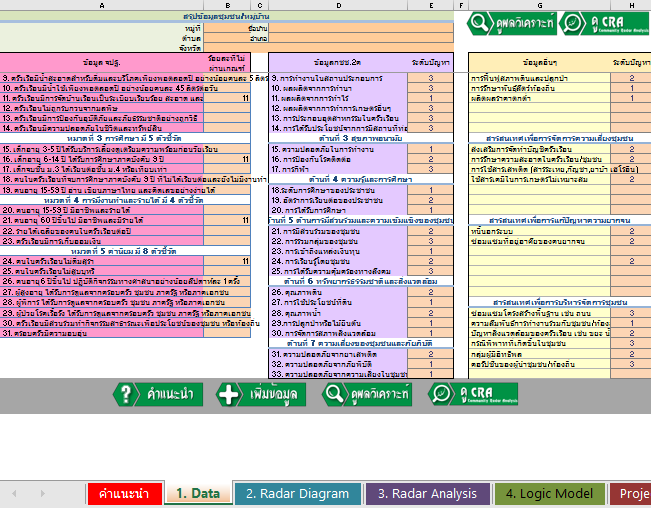 A B C D E F G H
สรุปข้อมูลชุมชน/หมู่บ้าน
หมู่ที่ ชื่อบ้าน
ตำบล อำเภอ
จังหวัด
ดูผลวิเคราะห์
ดู CRA
Community Radar Analysis
ข้อมูล จปฐ. ร้อยละที่ไม่ผ่านเกณฑ์ ข้อมูลกชช.2ค ระดับปัญหา ข้อมูลอื่นๆ ระดับปัญหา
9. ครัวเรือนมีน้ำสะอาดสำหรับดื่มและบริโภคเพียงพอตลอดปี อย่างน้อยคนละ 5 ลิตร
10. ครัวเรือนมีน้ำใช้เพียงพอตลอดปี อย่างน้อยคนละ 45 ลิตรต่อวัน
11. ครัวเรือนมีการจัดบ้านเรือนเป็นระเบียบเรียบร้อย สะอาด และ 11
12. ครัวเรือนไม่ถูกรบกวนจากมลพิษ
13. ครัวเรือนมีการป้องกันอุบัติภัยและภัยธรรมชาติอย่างถูกวิธี
14. ครัวเรือนมีความปลอดภัยในชีวิตและทรัพย์สิน
หมวดที่ 3 การศึกษา มี 5 ตัวชี้วัด
15. เด็กอายุ 3-5 ปีได้รับบริการเลี้ยงดูเตรียมความพร้อมก่อนวัยเรียน
16. เด็กอายุ 6-14 ปี ได้รับการศึกษาภาคบังคับ 9 ปี 11
17. เด็กจบชั้น ม.3 ได้เรียนต่อชั้น ม.4 หรือเทียบเท่า
18. คนในครัวเรือนที่จบการศึกษาภาคบังคับ 9 ปี ที่ไม่ได้เรียนต่อและยังไม่มีงานทำ
19. คนอายุ 15-59 ปี อ่าน เขียนภาษาไทย และคิดเลขอย่างง่ายได้
หมวดที่ 4 การมีงานทำและรายได้ มี 4 ตัวชี้วัด
20. คนอายุ 15-59 ปี มีอาชีพและรายได้
21. คนอายุ 60 ปีขึ้นไป มีอาชีพและมีรายได้ 11
22. รายได้เฉลี่ยของคนในครัวเรือนต่อปี
23. ครัวเรือนมีการเก็บออมเงิน
หมวดที่ 5 ค่านิยม มี 8 ตัวชี้วัด
24. คนในครัวเรือนไม่ดื่มสุรา 11
25. คนในครัวเรือนไม่สูบบุหรี่
26. คนอายุ 6 ปีขึ้นไป ปฏิบัติกิจกรรมทางศาสนาอย่างน้อยสัปดาห์ละ 1 ครั้ง
27. ผู้สูงอายุ ได้รับการดูแลจากครอบครัว ชุมชน ภาครัฐ หรือภาคเอกชน
28. ผู้พิการ ได้รับการดูแลจากครอบครัว ชุมชน ภาครัฐ หรือภาคเอกชน
29. ผู้ป่วยโรคเรื้อรัง ได้รับการดูแลจากครอบครัว ชุมชน ภาครัฐ หรือภาคเอกชน
30. ครัวเรือนมีส่วนร่วมทำกิจกรรมสาธารณะเพื่อประโยชน์ของชุมชน หรือท้องถิ่น
31. ครอบครัวมีความอบอุ่น
9. การทำงานในสถานประกอบการ 3
10. ผลผลิตจากการทำนา 3
11. ผลผลิตจากการทำไร่ 1
12. ผลผลิตจากการทำการเกษตรอื่นๆ 3
13. การประกอบอุตสาหกรรมในครัวเรือน 3
14. การได้รับประโยชน์จากการมีสถานที่ท่อ 3
ด้านที่ 3 สุขภาพอนามัย
15. ความปลอดภัยในการทำงาน 1
16. การป้องกันโรคติดต่อ 2
17. การกีฬา 3
ด้านที่ 4 ความรู้และการศึกษา
18.ระดับการศึกษาของประชาชน 1
19. อัตราการเรียนต่อของประชาชน 2
20. การได้รับการศึกษา 1
ด้านที่ 5 ด้านการมีส่วนร่วมและความเข้มแข็งของชุมชน
21. การมีส่วนร่วมของชุมชน 2
22. การรวมกลุ่มของชุมชน 3
23. การเข้าถึงแหล่งเงินทุน 1
24. การเรียนรู้โดยชุมชน 2
25. การได้รับความคุ้มครองทางสังคม 3
ด้านที่ 6 ทรัพยากรธรรมชาติและสิ่งแวดล้อม
26. คุณภาพดิน 2
27. การใช้ประโยชน์ที่ดิน 1
28. คุณภาพน้ำ 2
29.การปลูกป่าหรือไม้ยืนต้น 1
30. การจัดการสภาพสิ่งแวดล้อม 1
ด้านที่ 7 ความเสี่ยงของชุมชนและภัยพิบัติ
31. ความปลอดภัยจากยาเสพติด 2
32. ความปลอดภัยจากภัยพิบัติ 1
33. ความปลอดภัยจากความเสี่ยงในชุมชน 1
การฟื้นฟูสภาพดินและปลูกป่า 2
การรักษาพันธุ์สัตว์ท้องถิ่น 1
ผลิตผลราคาตกต่ำ 1
สารสนเทศเพื่อการจัดการความเสี่ยงชุมชน
ส่งเสริมการจัดทำบัญชีครัวเรือน 2
การรักษาความสะอาดในครัวเรือน/ชุมชน 2
การใช้สารเสพติด (สารระเหย,กัญชา,ยาบ้า เฮโรอีน)
ใช้สารเคมีในการเกษตรไม่เหมาะสม 2
สารสนเทศเพื่อการแก้ปัญหาความยากจน
หนี้นอกระบบ 2
ซ่อมแซมที่อยู่อาศัยของคนยากจน 2
2
สารสนเทศเพื่อการบริหารจัดการชุมชน
ซ่อมแซมโครงสร้างพื้นฐาน เช่น ถนน 3
ความสัมพันธ์การทำงานร่วมกับชุมชน/ท้อง 1
ปัญหาสิ่งแวดล้อมของครัวเรือน เช่น ขยะ น้ 2
กรณีพิพาทที่เกิดขึ้นในชุมชน 3
กลุ่มผู้มีอิทธิพล 2
คอรัปชั่นของผู้นำชุมชน/ท้องถิ่น 3
คำแนะนำ
เพิ่มข้อมูล
ดูผลวิเคราะห์
ดู CRA
Community Radar Analysis
คำแนะนำ 1. Data 2. Radar Diagram 3. Radar Analysis 4. Logic Model Proje